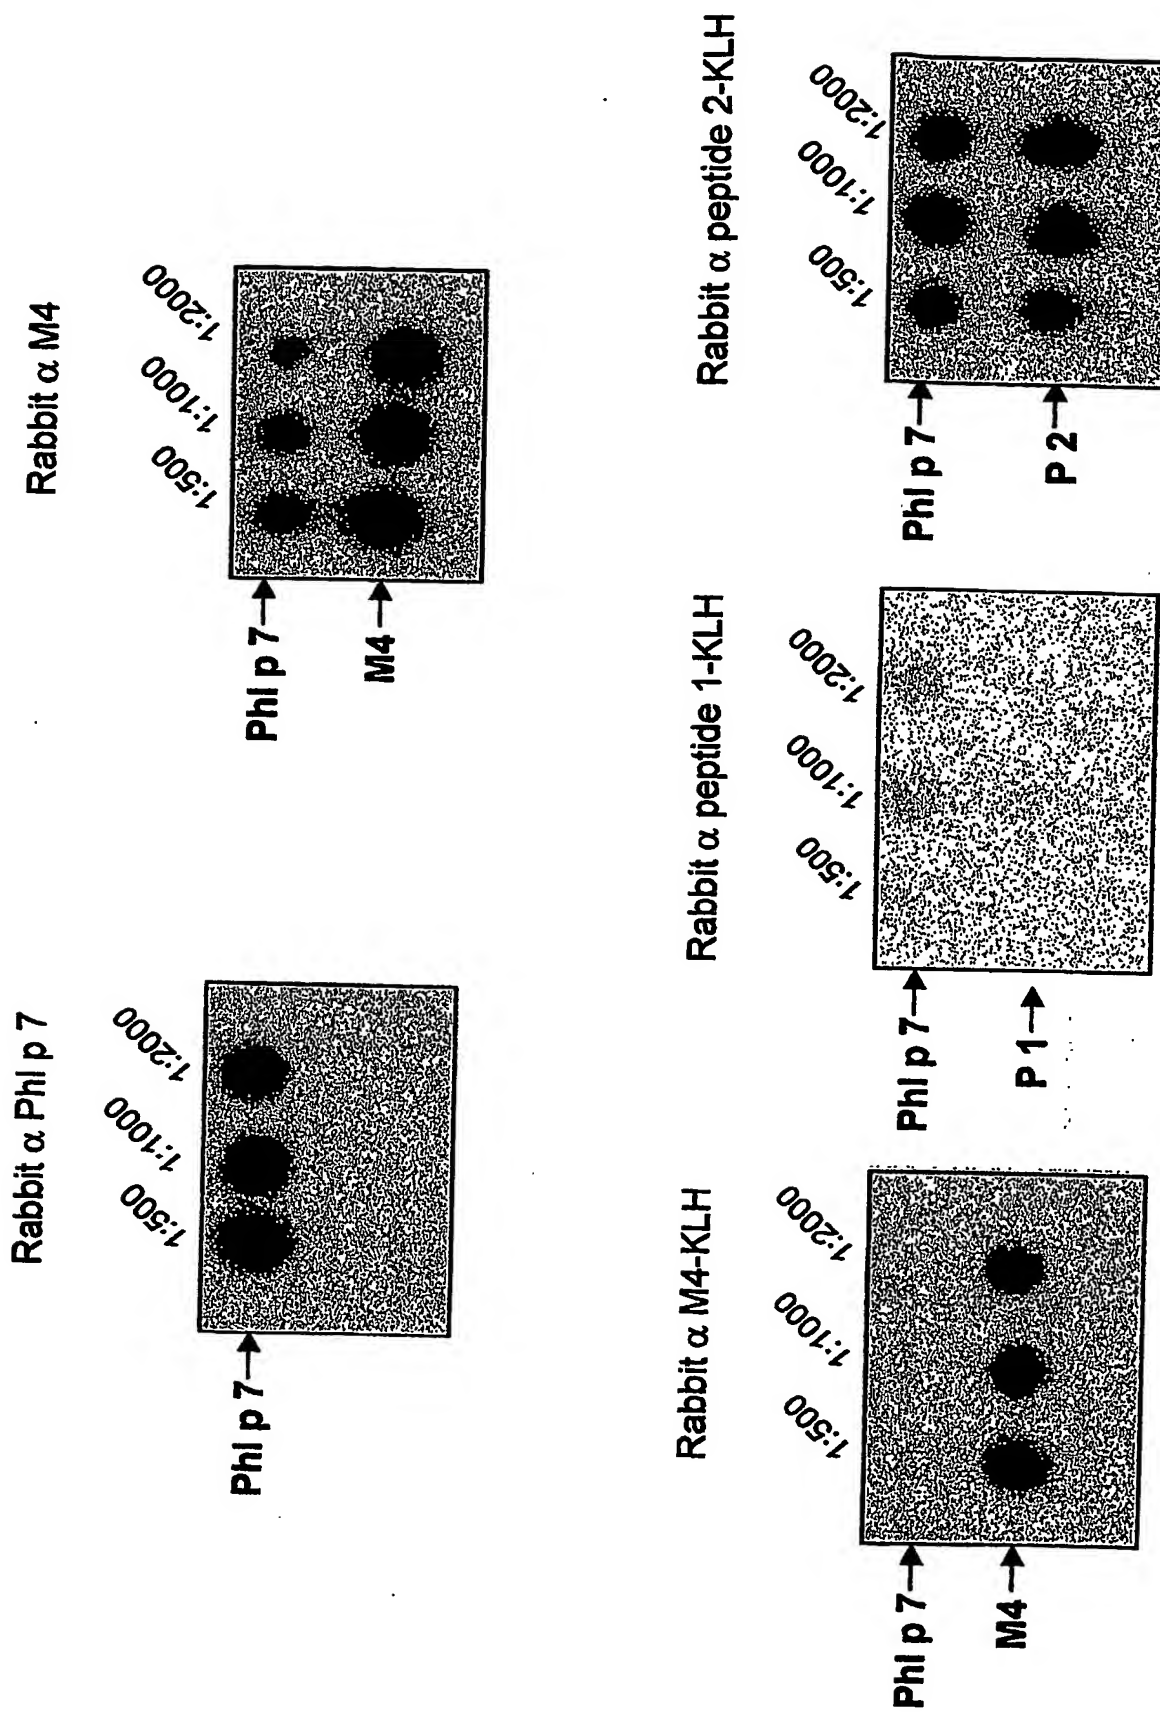 Rabbit α Phl p 7
1:500 1:1000 1:2000
Phl p 7
Rabbit α M4
1:500 1:1000 1:2000
Phl p 7
M4
Rabbit α M4-KLH
1:500 1:1000 1:2000
Phl p 7
M4
Rabbit α peptide 1-KLH
1:500 1:1000 1:2000
Phl p 7
P 1
Rabbit α peptide 2-KLH
1:500 1:1000 1:2000
Phl p 7
P 2